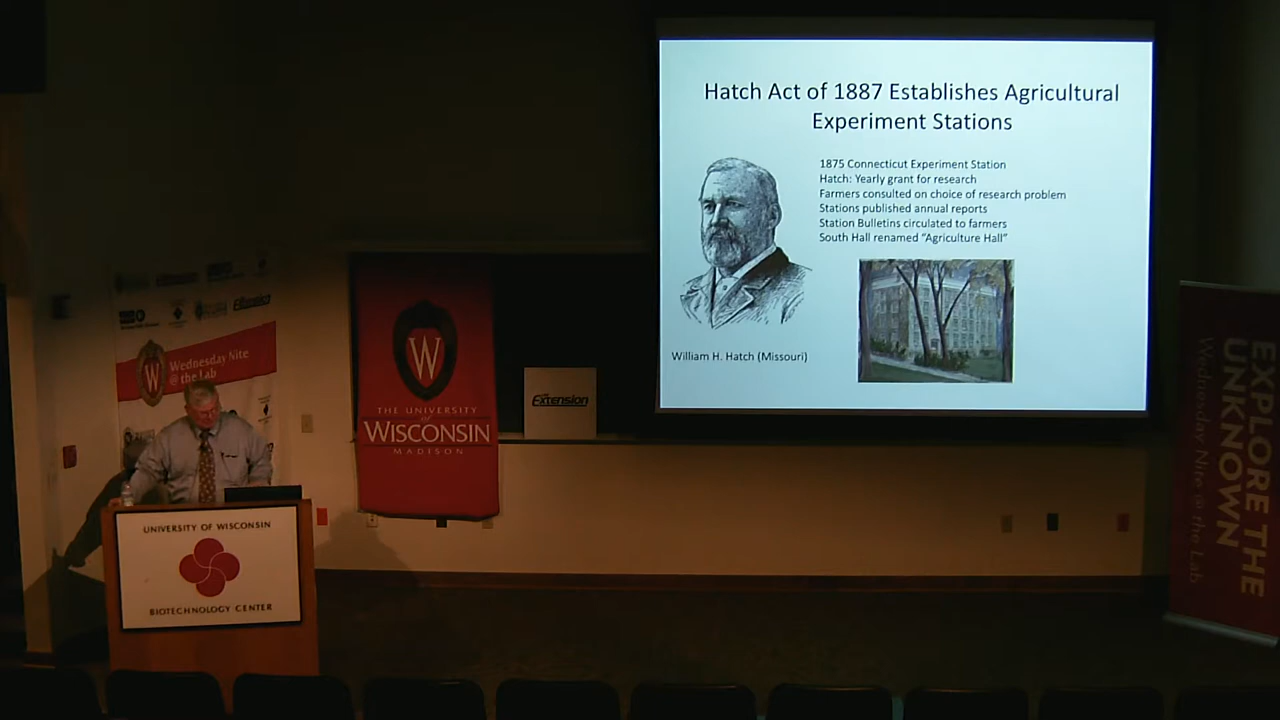 Hatch Act of 1887 Establishes Agricultural
Experiment Stations
1875 Connecticut Experiment Station
Hatch: Yearly grant for research
Farmers consulted on choice of research problem
Stations published annual reports
Station Bulletins circulated to farmers
South Hall renamed “Agriculture Hall”
William H. Hatch (Missouri)
Extension
Wednesday Nite
@ the Lab
W
THE UNIVERSITY
of
WISCONSIN
MADISON
Extension
UNIVERSITY OF WISCONSIN
BIOTECHNOLOGY CENTER
EXPLORE THE
UNKNOWN
Wednesday Nite @ the Lab